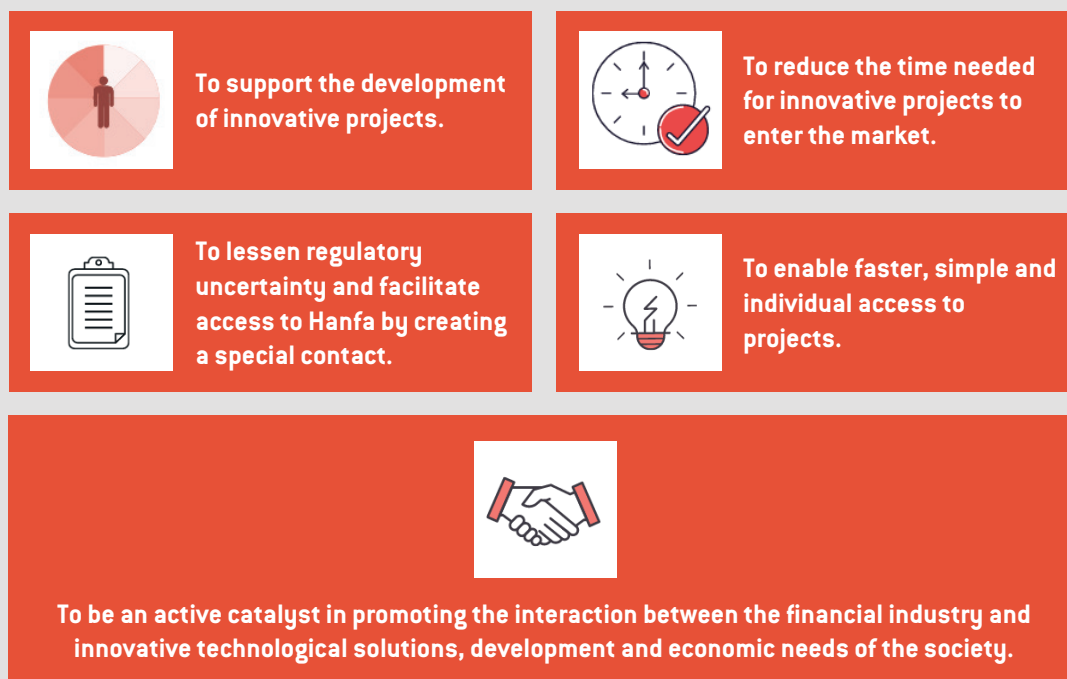 To support the development
of innovative projects.
To reduce the time needed
for innovative projects to
enter the market.
To lessen regulatory
uncertainty and facilitate
access to Hanfa by creating
a special contact.
To enable faster, simple and
individual access to
projects.
To be an active catalyst in promoting the interaction between the financial industry and
innovative technological solutions, development and economic needs of the society.